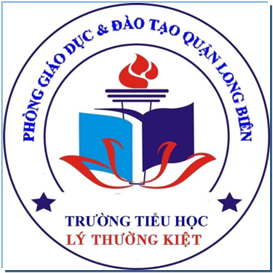 PHÒNG GIÁO DỤC & ĐÀO TẠO QUẬN LONG BIÊN
TRƯỜNG TIỂU HỌC
LÝ THƯỜNG KIỆT